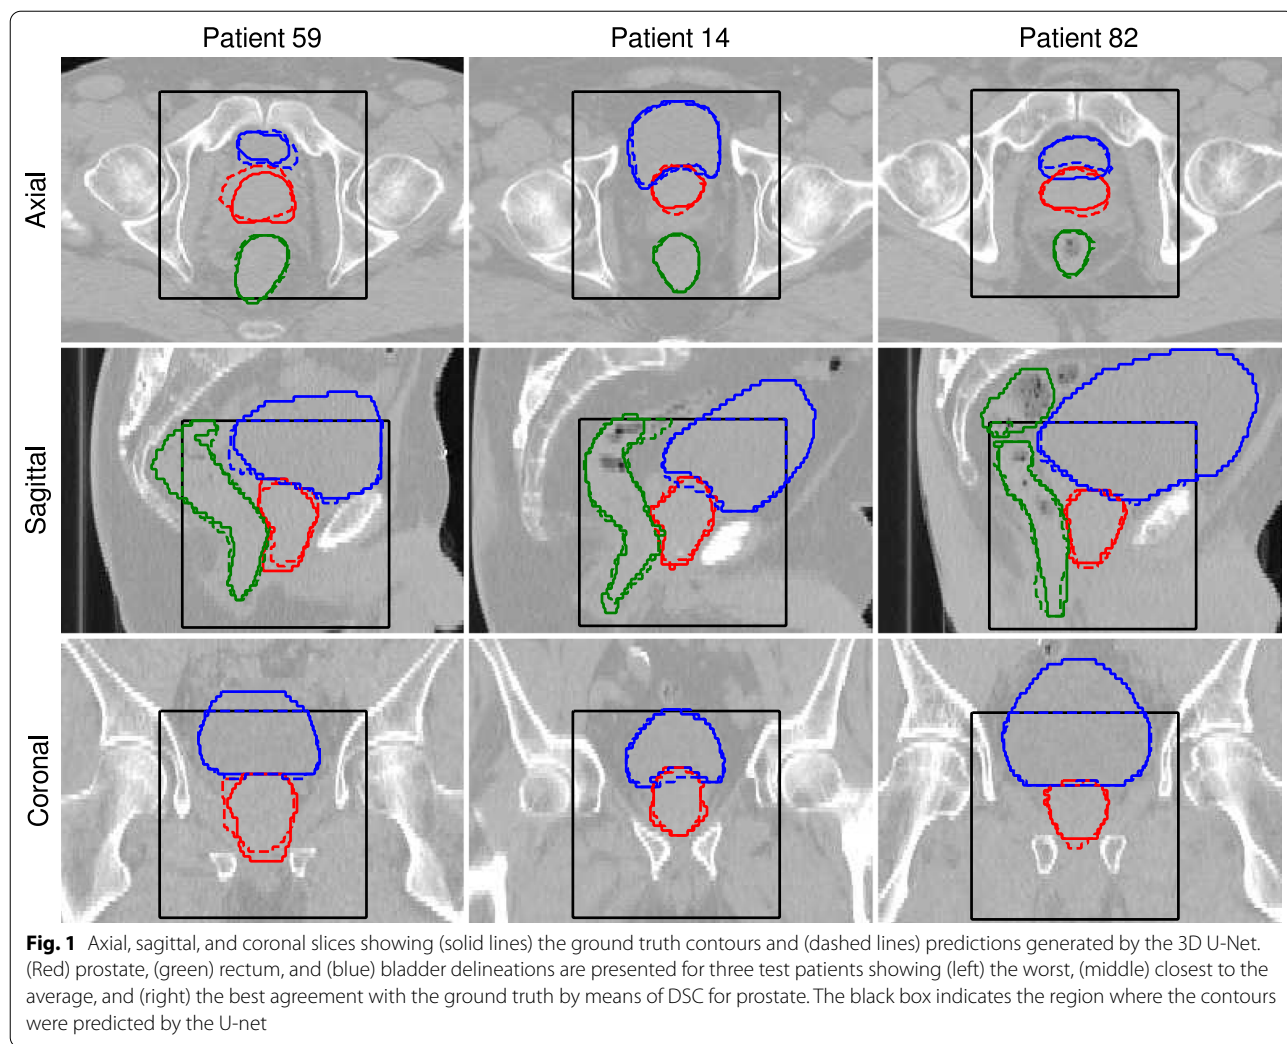 Patient 59
Patient 14
Patient 82
Axial
Sagittal
Coronal
Fig. 1 Axial, sagittal, and coronal slices showing (solid lines) the ground truth contours and (dashed lines) predictions generated by the 3D U-Net.
(Red) prostate, (green) rectum, and (blue) bladder delineations are presented for three test patients showing (left) the worst, (middle) closest to the
average, and (right) the best agreement with the ground truth by means of DSC for prostate. The black box indicates the region where the contours
were predicted by the U-net